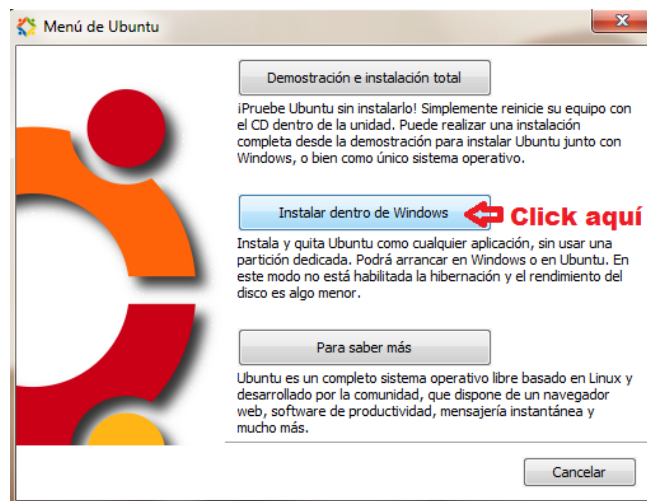 Menú de Ubuntu
x
Demostración e instalación total
¡Pruebe Ubuntu sin instalarlo! Simplemente reinicie su equipo con
el CD dentro de la unidad. Puede realizar una instalación
completa desde la demostración para instalar Ubuntu junto con
Windows, o bien como único sistema operativo.
Instalar dentro de Windows
Click aquí
Instala y quita Ubuntu como cualquier aplicación, sin usar una
partición dedicada. Podrá arrancar en Windows o en Ubuntu. En
este modo no está habilitada la hibernación y el rendimiento del
disco es algo menor.
Para saber más
Ubuntu es un completo sistema operativo libre basado en Linux y
desarrollado por la comunidad, que dispone de un navegador
web, software de productividad, mensajería instantánea y
mucho más.
Cancelar